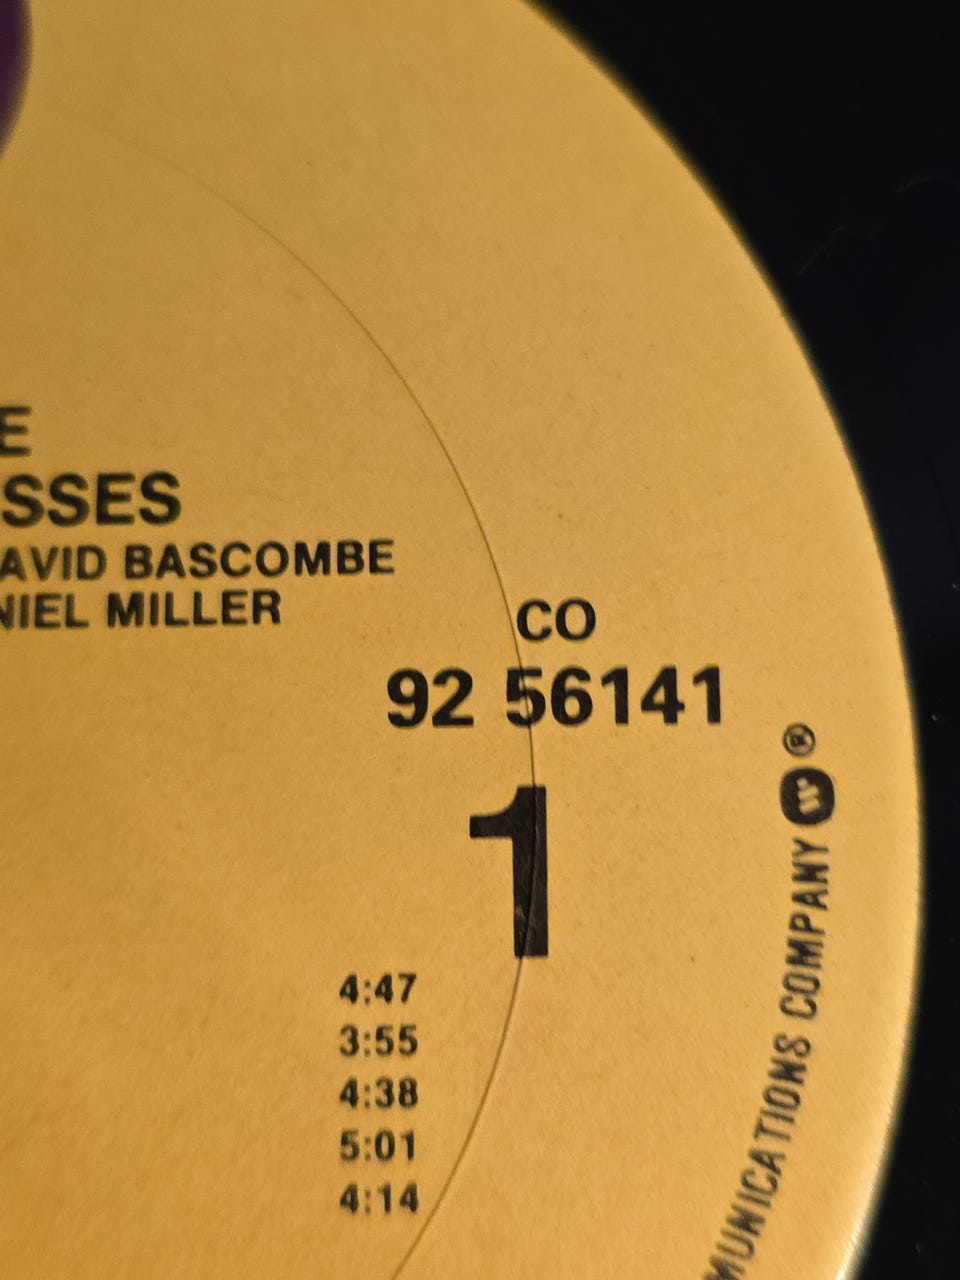 E
SSES
AVID BASCOMBE
NIEL MILLER
CO
92 56141
1
4:47
3:55
4:38
5:01
4:14
MUNICATIONS COMPANY W ®